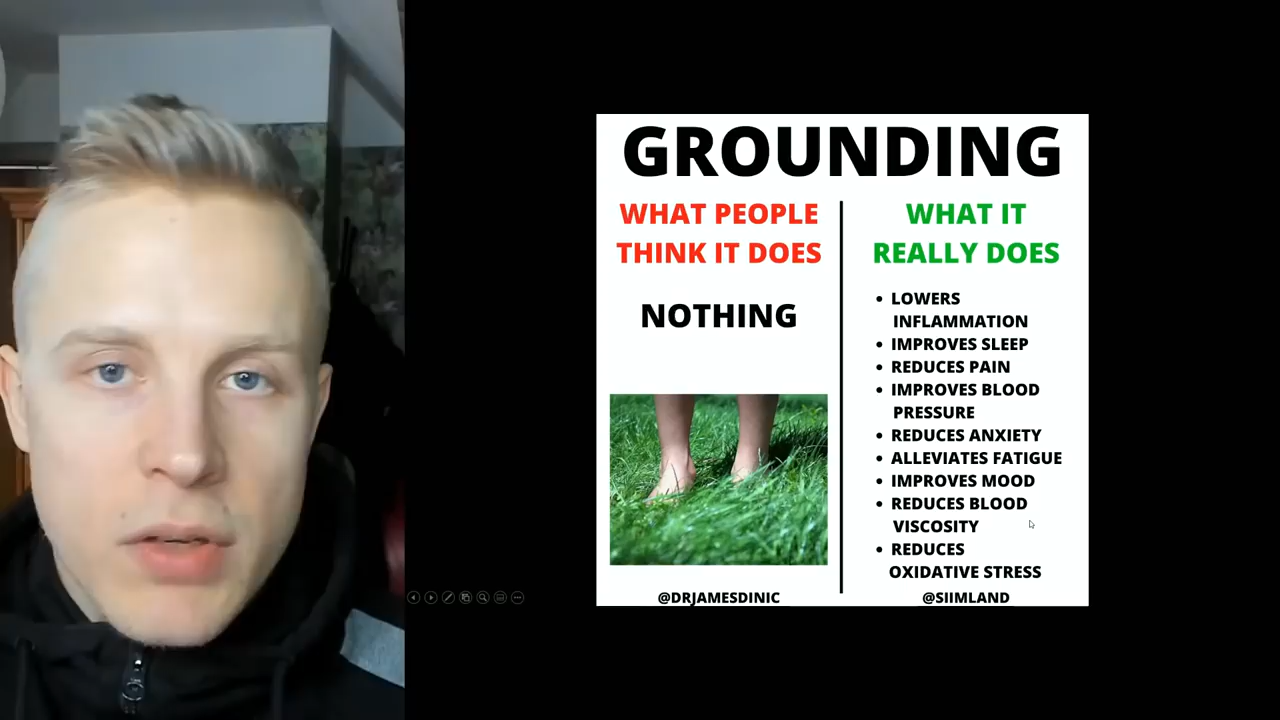 GROUNDING
WHAT PEOPLE
THINK IT DOES
NOTHING
@DRJAMESDINIC
WHAT IT
REALLY DOES
• LOWERS
INFLAMMATION
• IMPROVES SLEEP
• REDUCES PAIN
• IMPROVES BLOOD
PRESSURE
• REDUCES ANXIETY
• ALLEVIATES FATIGUE
• IMPROVES MOOD
• REDUCES BLOOD
VISCOSITY
• REDUCES
OXIDATIVE STRESS
@SIIMLAND